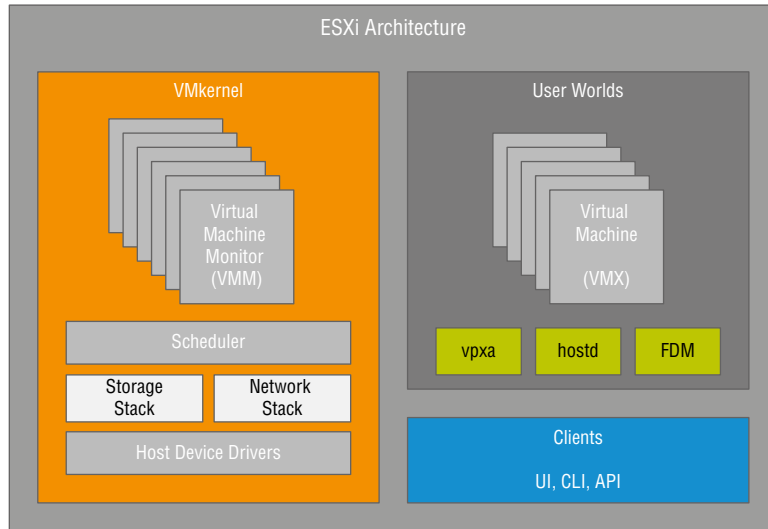 ESXi Architecture
VMkernel
Virtual
Machine
Monitor
(VMM)
Scheduler
Storage
Stack
Network
Stack
Host Device Drivers
User Worlds
Virtual
Machine
(VMX)
vpxa
hostd
FDM
Clients
UI, CLI, API